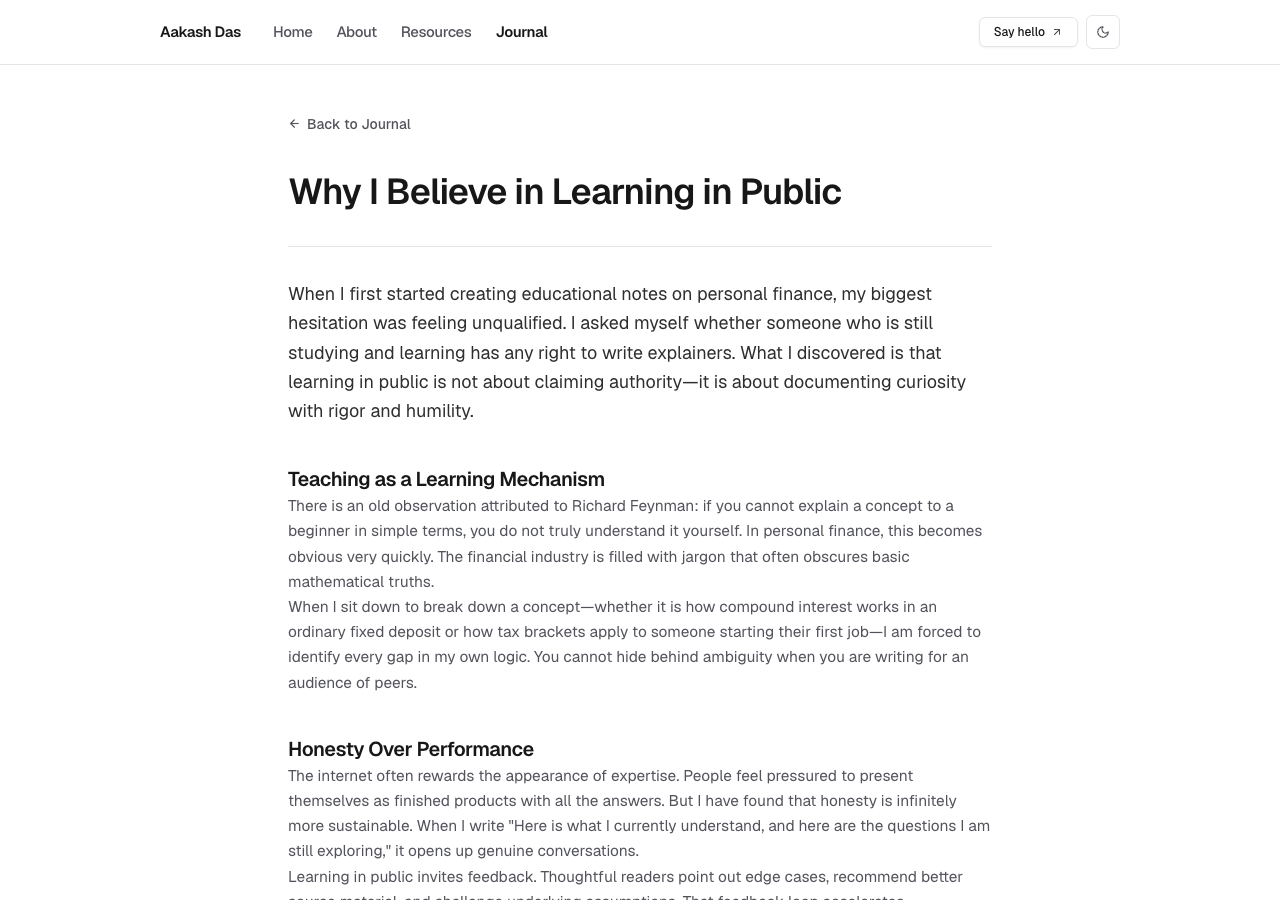 Aakash Das Home About Resources Journal Say hello
Back to Journal
Why I Believe in Learning in Public
When I first started creating educational notes on personal finance, my biggest
hesitation was feeling unqualified. I asked myself whether someone who is still
studying and learning has any right to write explainers. What I discovered is that
learning in public is not about claiming authority—it is about documenting curiosity
with rigor and humility.
Teaching as a Learning Mechanism
There is an old observation attributed to Richard Feynman: if you cannot explain a concept to a
beginner in simple terms, you do not truly understand it yourself. In personal finance, this becomes
obvious very quickly. The financial industry is filled with jargon that often obscures basic
mathematical truths.
When I sit down to break down a concept—whether it is how compound interest works in an
ordinary fixed deposit or how tax brackets apply to someone starting their first job—I am forced to
identify every gap in my own logic. You cannot hide behind ambiguity when you are writing for an
audience of peers.
Honesty Over Performance
The internet often rewards the appearance of expertise. People feel pressured to present
themselves as finished products with all the answers. But I have found that honesty is infinitely
more sustainable. When I write "Here is what I currently understand, and here are the questions I am
still exploring," it opens up genuine conversations.
Learning in public invites feedback. Thoughtful readers point out edge cases, recommend better
source material, and challenge underlying assumptions. That feedback loop accelerates